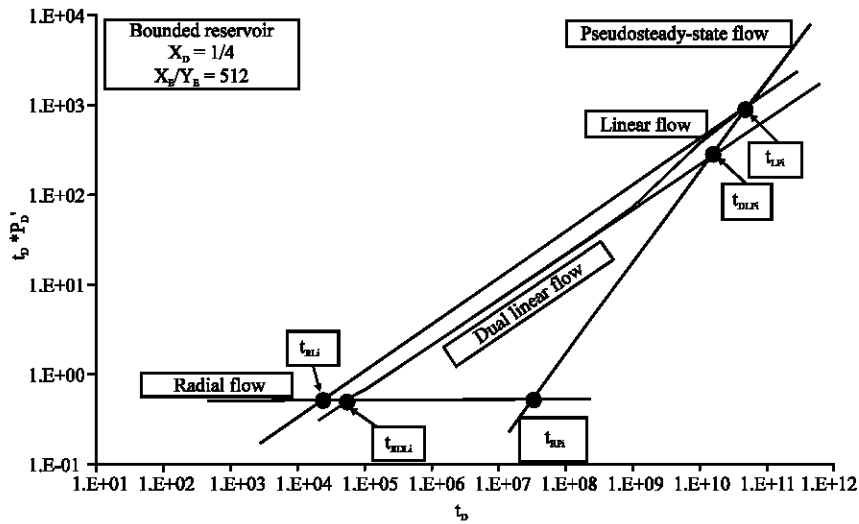 1.E+04
1.E+03
1.E+02
1.E+01
1.E+00
1.E-01
t_D *P_D'
Bounded reservoir
X_D = 1/4
X_E/Y_E = 512
Pseudosteady-state flow
Linear flow
t_LPi
t_DLPi
Dual linear flow
t_RLi
Radial flow
t_RDLi
t_RPi
1.E+01 1.E+02 1.E+03 1.E+04 1.E+05 1.E+06 1.E+07 1.E+08 1.E+09 1.E+10 1.E+11 1.E+12
t_D